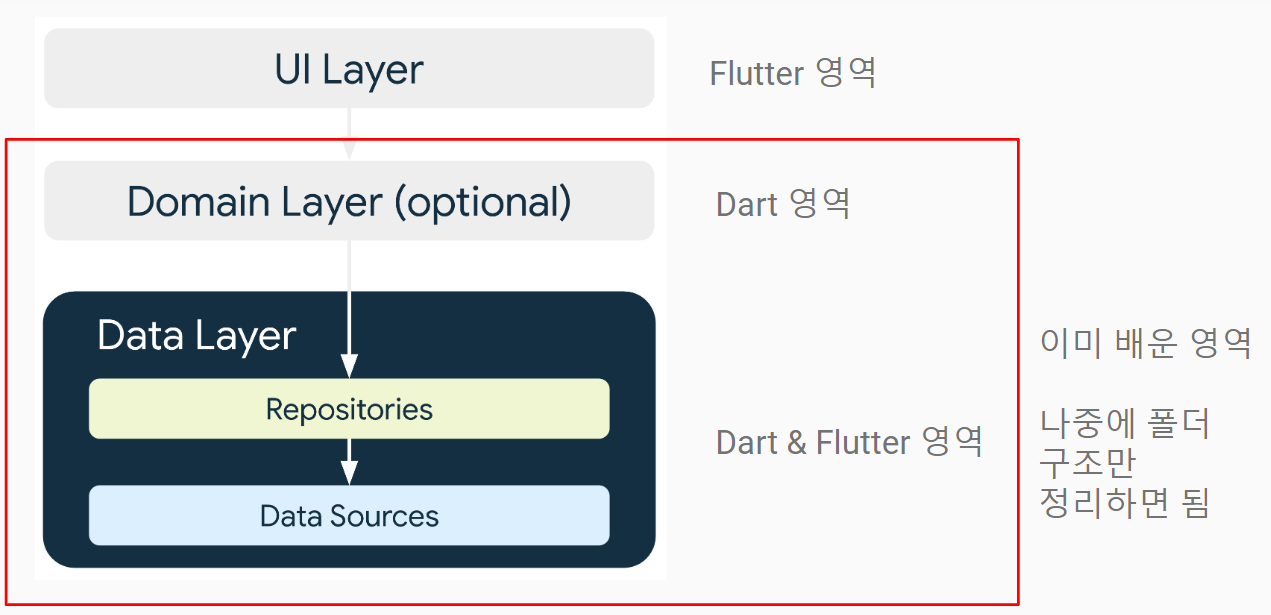 UI Layer
Flutter 영역
Domain Layer (optional)
Dart 영역
Data Layer
이미 배운 영역
Repositories
나중에 폴더
구조만
정리하면 됨
Dart & Flutter 영역
Data Sources